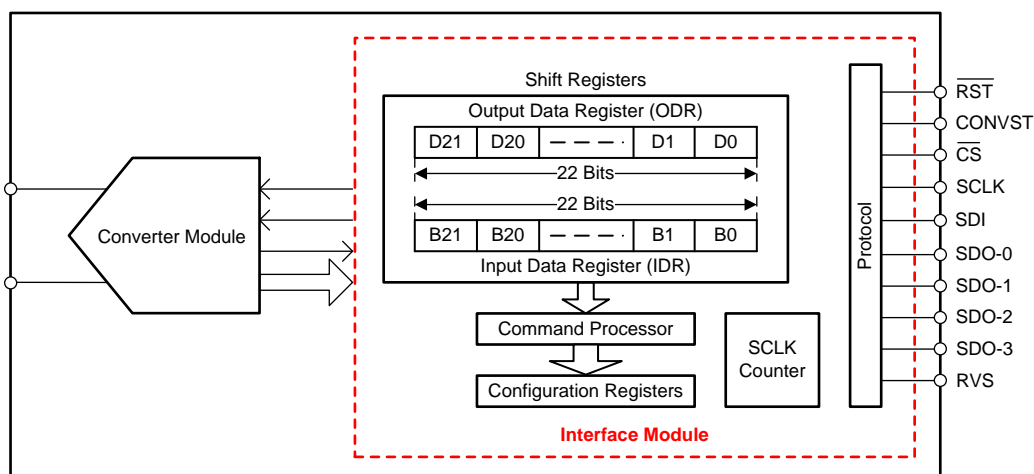 Shift Registers
Output Data Register (ODR)
D21 D20 D1 D0
22 Bits
22 Bits
B21 B20 B1 B0
Input Data Register (IDR)
Converter Module
Command Processor
Configuration Registers
SCLK
Counter
Interface Module
Protocol
RST
CONVST
CS
SCLK
SDI
SDO-0
SDO-1
SDO-2
SDO-3
RVS